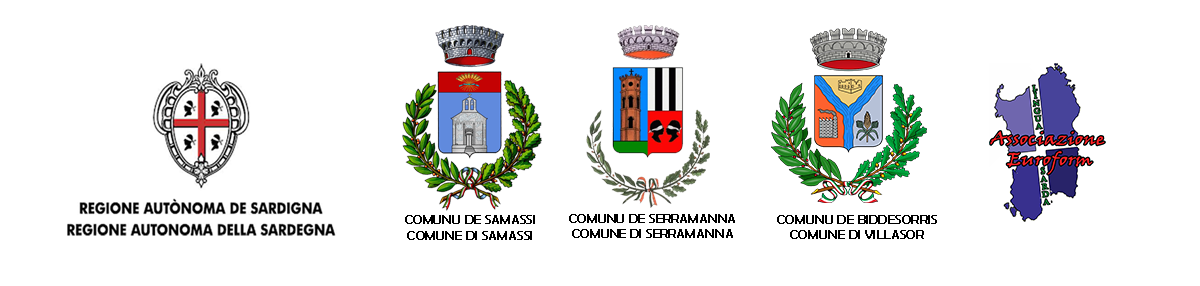 REGIONE AUTÒNOMA DE SARDIGNA
REGIONE AUTONOMA DELLA SARDEGNA
COMUNU DE SAMASSI
COMUNE DI SAMASSI
COMUNU DE SERRAMANNA
COMUNE DI SERRAMANNA
COMUNU DE BIDDESORRIS
COMUNE DI VILLASOR
LINGUA SARDA
Associazione
Euroform